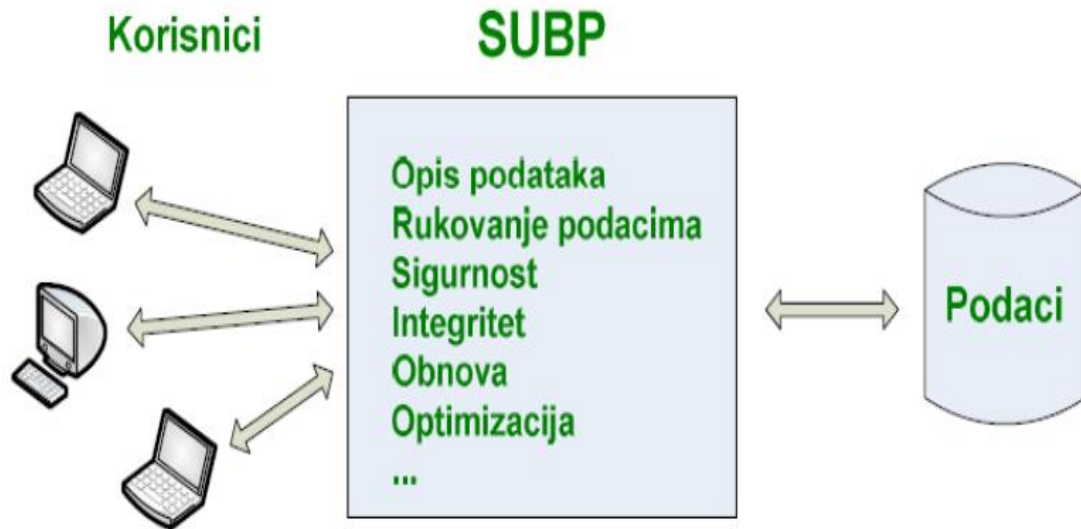 Korisnici
SUBP
Opis podataka
Rukovanje podacima
Sigurnost
Integritet
Obnova
Optimizacija
...
Podaci